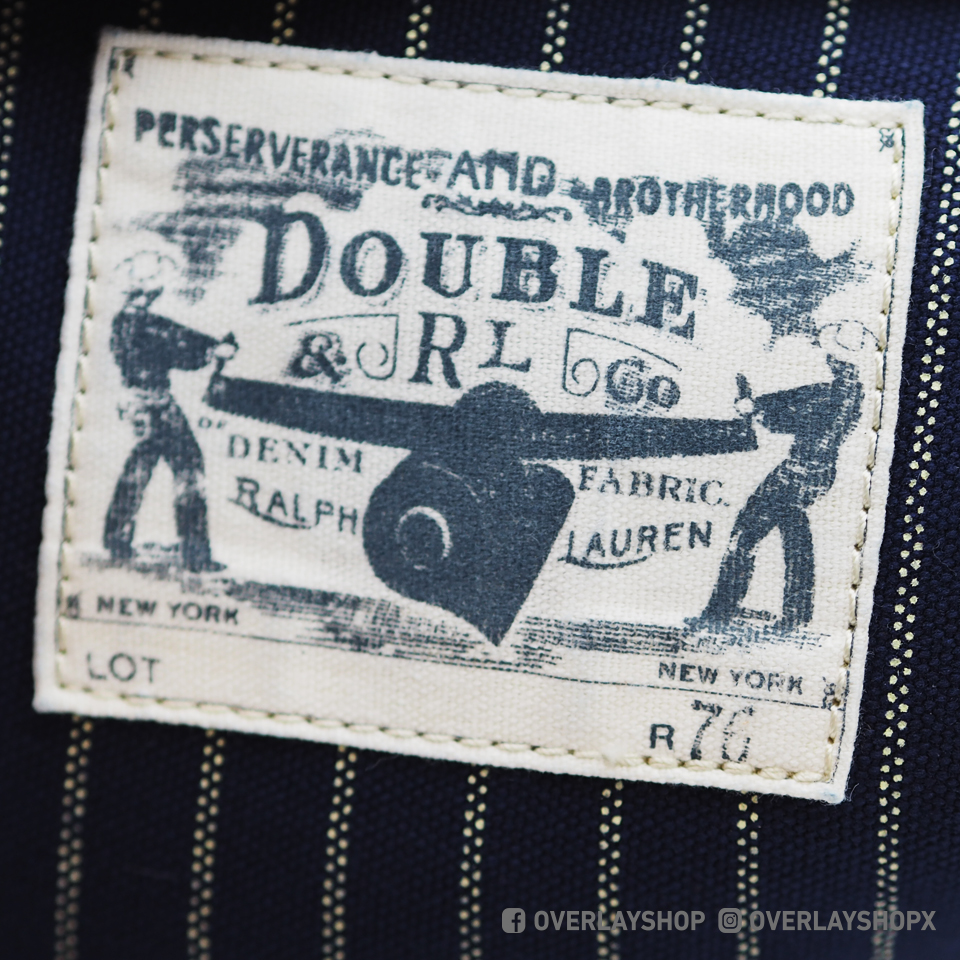 PERSERVERANCE AND BROTHERHOOD
DOUBLE
& RL Co
OF DENIM FABRIC.
RALPH LAUREN
NEW YORK NEW YORK
LOT R 76
OVERLAYSHOP OVERLAYSHOPX